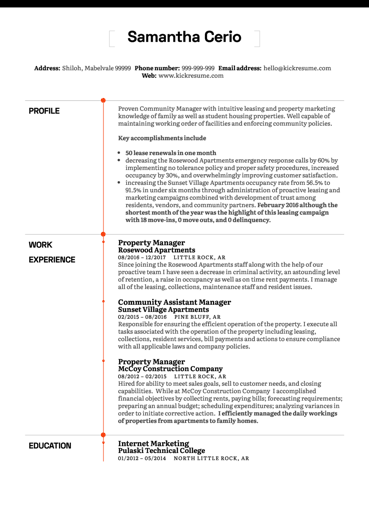 Samantha Cerio
Address: Shiloh, Mabelvale 99999 Phone number: 999-999-999 Email address: hello@kickresume.com
Web: www.kickresume.com
PROFILE
Proven Community Manager with intuitive leasing and property marketing
knowledge of family as well as student housing properties. Well capable of
maintaining working order of facilities and enforcing community policies.
Key accomplishments include
• 50 lease renewals in one month
• decreasing the Rosewood Apartments emergency response calls by 60% by
implementing no tolerance policy and proper safety procedures, increased
occupancy by 30%, and overwhelmingly improving customer satisfaction.
• increasing the Sunset Village Apartments occupancy rate from 56.5% to
91.5% in under six months through administration of proactive leasing and
marketing campaigns combined with development of trust among
residents, vendors, and community partners. February 2016 although the
shortest month of the year was the highlight of this leasing campaign
with 18 move-ins, 0 move outs, and 0 delinquency.
WORK
EXPERIENCE
Property Manager
Rosewood Apartments
08/2016 – 12/2017 LITTLE ROCK, AR
Since joining the Rosewood Apartments staff along with the help of our
proactive team I have seen a decrease in criminal activity, an astounding level
of retention, a raise in occupancy as well as on time rent payments. I manage
all of the leasing, collections, maintenance staff and resident issues.
Community Assistant Manager
Sunset Village Apartments
02/2015 – 08/2016 PINE BLUFF, AR
Responsible for ensuring the efficient operation of the property. I execute all
tasks associated with the operation of the property including leasing,
collections, resident services, bill payments and actions to ensure compliance
with all applicable laws and company policies.
Property Manager
McCoy Construction Company
08/2012 – 02/2015 LITTLE ROCK, AR
Hired for ability to meet sales goals, sell to customer needs, and closing
capabilities. While at McCoy Construction Company I accomplished
financial objectives by collecting rents, paying bills; forecasting requirements;
preparing an annual budget; scheduling expenditures; analyzing variances in
order to initiate corrective action. I efficiently managed the daily workings
of properties from apartments to family homes.
EDUCATION
Internet Marketing
Pulaski Technical College
01/2012 – 05/2014 NORTH LITTLE ROCK, AR